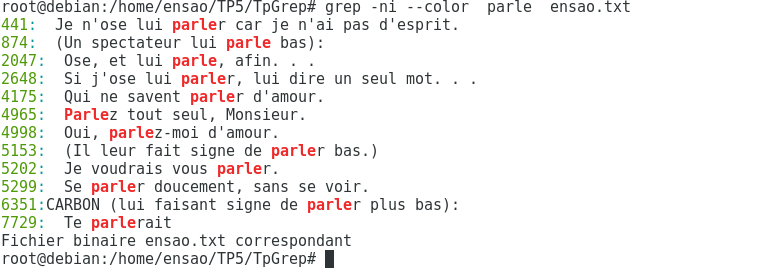 root@debian:/home/ensao/TP5/TpGrep# grep -ni --color  parle  ensao.txt
441:  Je n'ose lui parler car je n'ai pas d'esprit.
874:  (Un spectateur lui parle bas):
2047:  Ose, et lui parle, afin. . .
2648:  Si j'ose lui parler, lui dire un seul mot. . .
4175:  Qui ne savent parler d'amour.
4965:  Parlez tout seul, Monsieur.
4998:  Oui, parlez-moi d'amour.
5153:  (Il leur fait signe de parler bas.)
5202:  Je voudrais vous parler.
5299:  Se parler doucement, sans se voir.
6351:CARBON (lui faisant signe de parler plus bas):
7729:  Te parlerait
Fichier binaire ensao.txt correspondant
root@debian:/home/ensao/TP5/TpGrep#